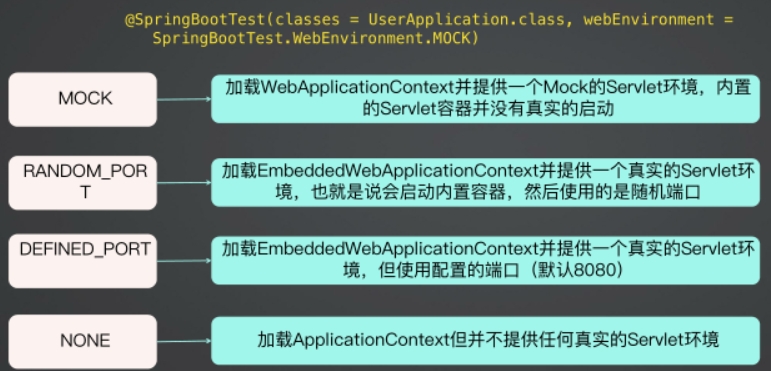 @SpringBootTest(classes = UserApplication.class, webEnvironment =
SpringBootTest.WebEnvironment.MOCK)
MOCK
加载WebApplicationContext并提供一个Mock的Servlet环境，内置
的Servlet容器并没有真实的启动
RANDOM_POR
T
加载EmbeddedWebApplicationContext并提供一个真实的Servlet环
境，也就是说会启动内置容器，然后使用的是随机端口
DEFINED_PORT
加载EmbeddedWebApplicationContext并提供一个真实的Servlet环
境，但使用配置的端口（默认8080）
NONE
加载ApplicationContext但并不提供任何真实的Servlet环境